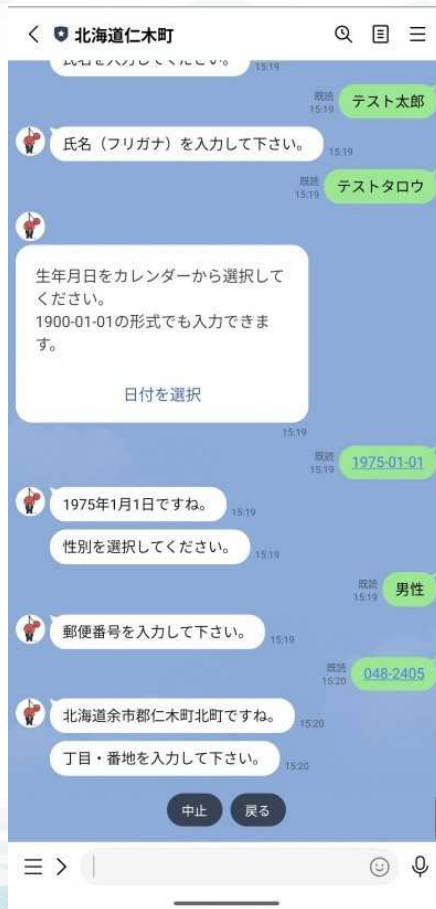 北海道仁木町
氏名を入力してください。
15:19
既読
15:19
テスト太郎
氏名（フリガナ）を入力して下さい。
15:19
既読
15:19
テストタロウ
生年月日をカレンダーから選択して
ください。
1900-01-01の形式でも入力できま
す。
日付を選択
15:19
既読
15:19
1975-01-01
1975年1月1日ですね。
15:19
性別を選択してください。
15:19
既読
15:19
男性
郵便番号を入力して下さい。
15:19
既読
15:20
048-2405
北海道余市郡仁木町北町ですね。
15:20
丁目・番地を入力して下さい。
15:20
中止
戻る